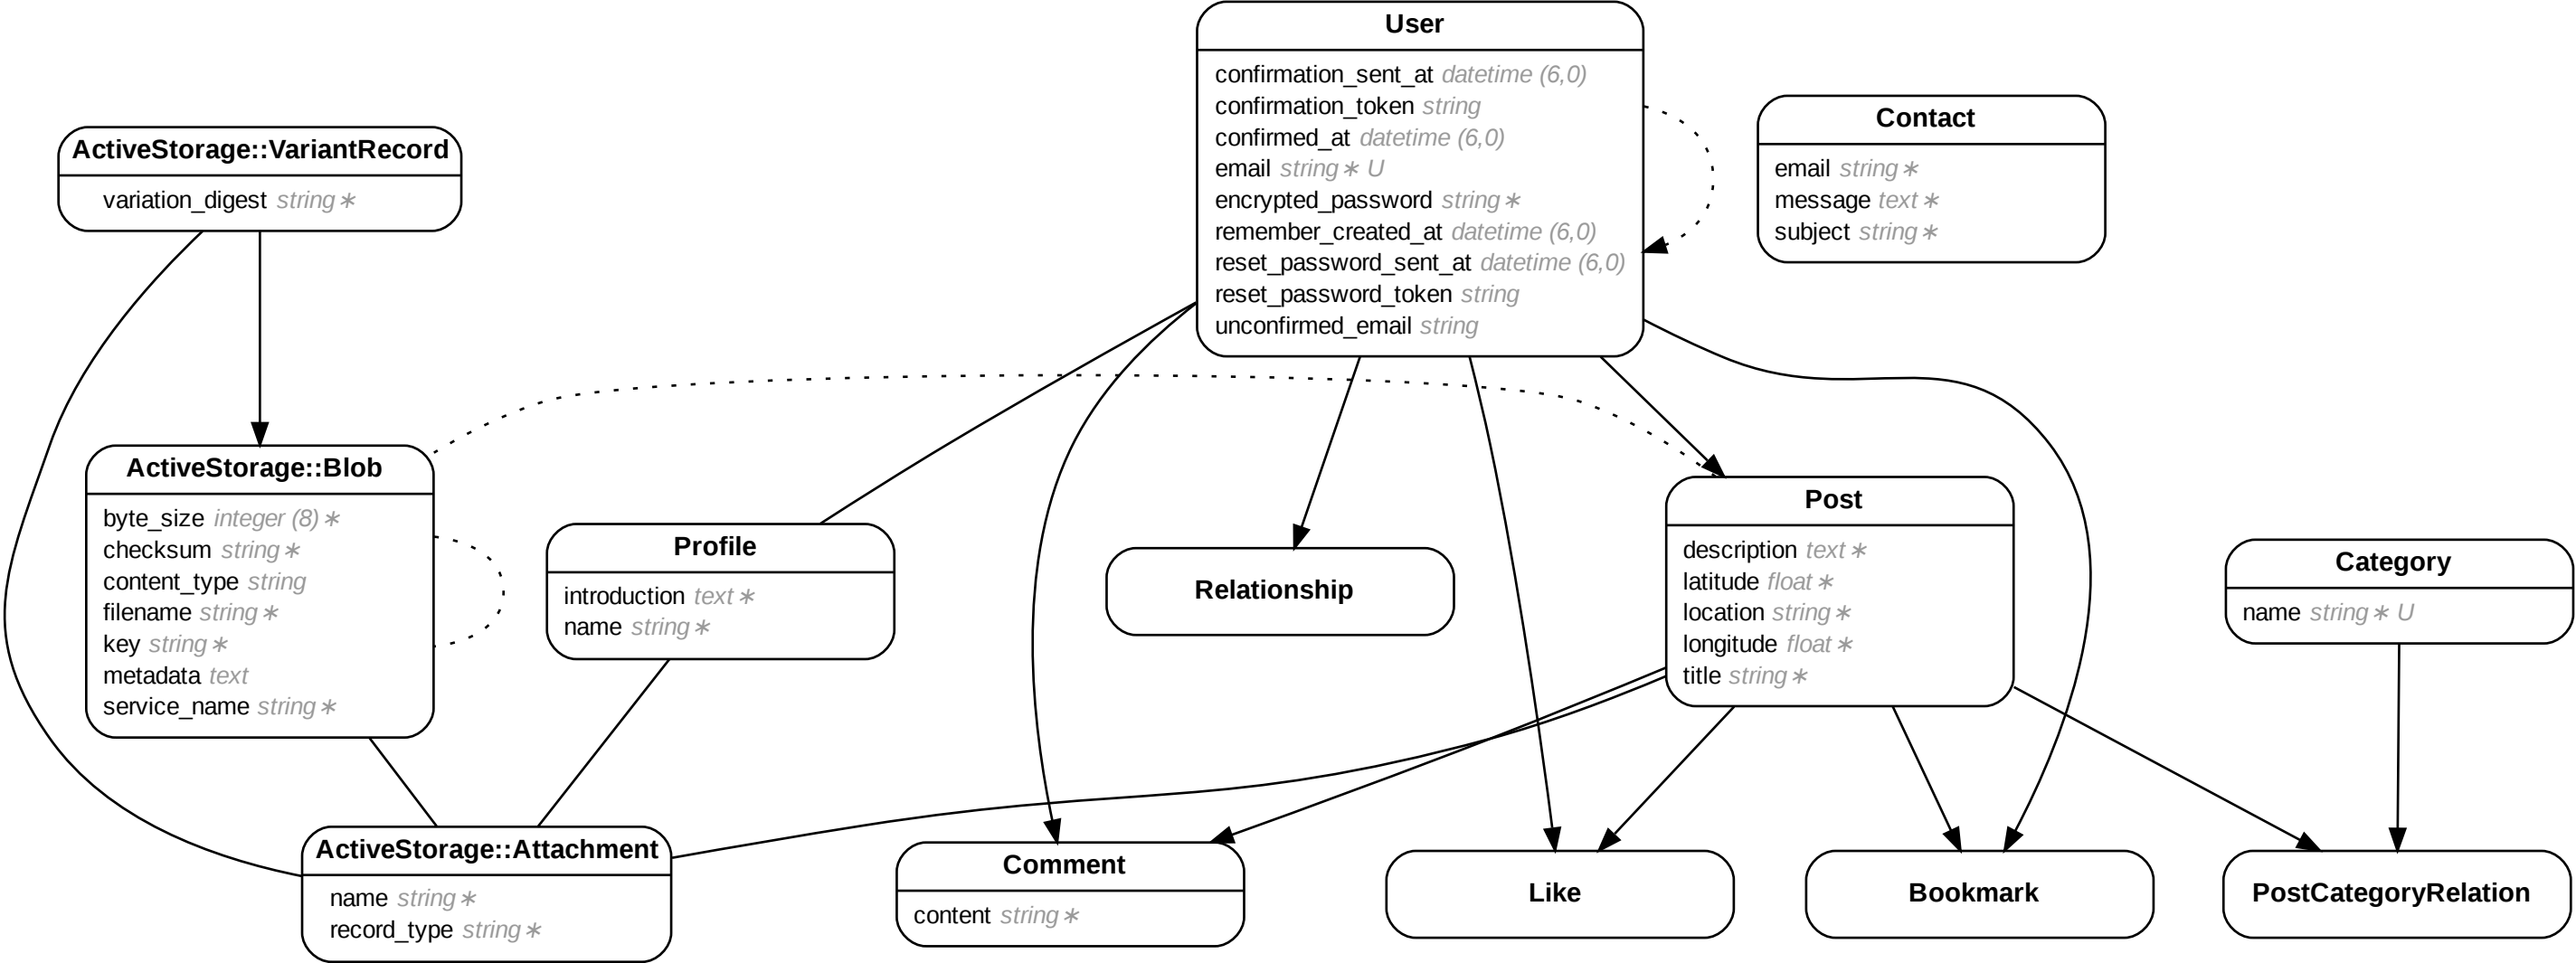 User
confirmation_sent_at datetime (6,0)
confirmation_token string
confirmed_at datetime (6,0)
email string ∗ U
encrypted_password string ∗
remember_created_at datetime (6,0)
reset_password_sent_at datetime (6,0)
reset_password_token string
unconfirmed_email string
Contact
email string ∗
message text ∗
subject string ∗
ActiveStorage::VariantRecord
variation_digest string ∗
ActiveStorage::Blob
byte_size integer (8) ∗
checksum string ∗
content_type string
filename string ∗
key string ∗
metadata text
service_name string ∗
Profile
introduction text ∗
name string ∗
Relationship
Post
description text ∗
latitude float ∗
location string ∗
longitude float ∗
title string ∗
Category
name string ∗ U
ActiveStorage::Attachment
name string ∗
record_type string ∗
Comment
content string ∗
Like
Bookmark
PostCategoryRelation